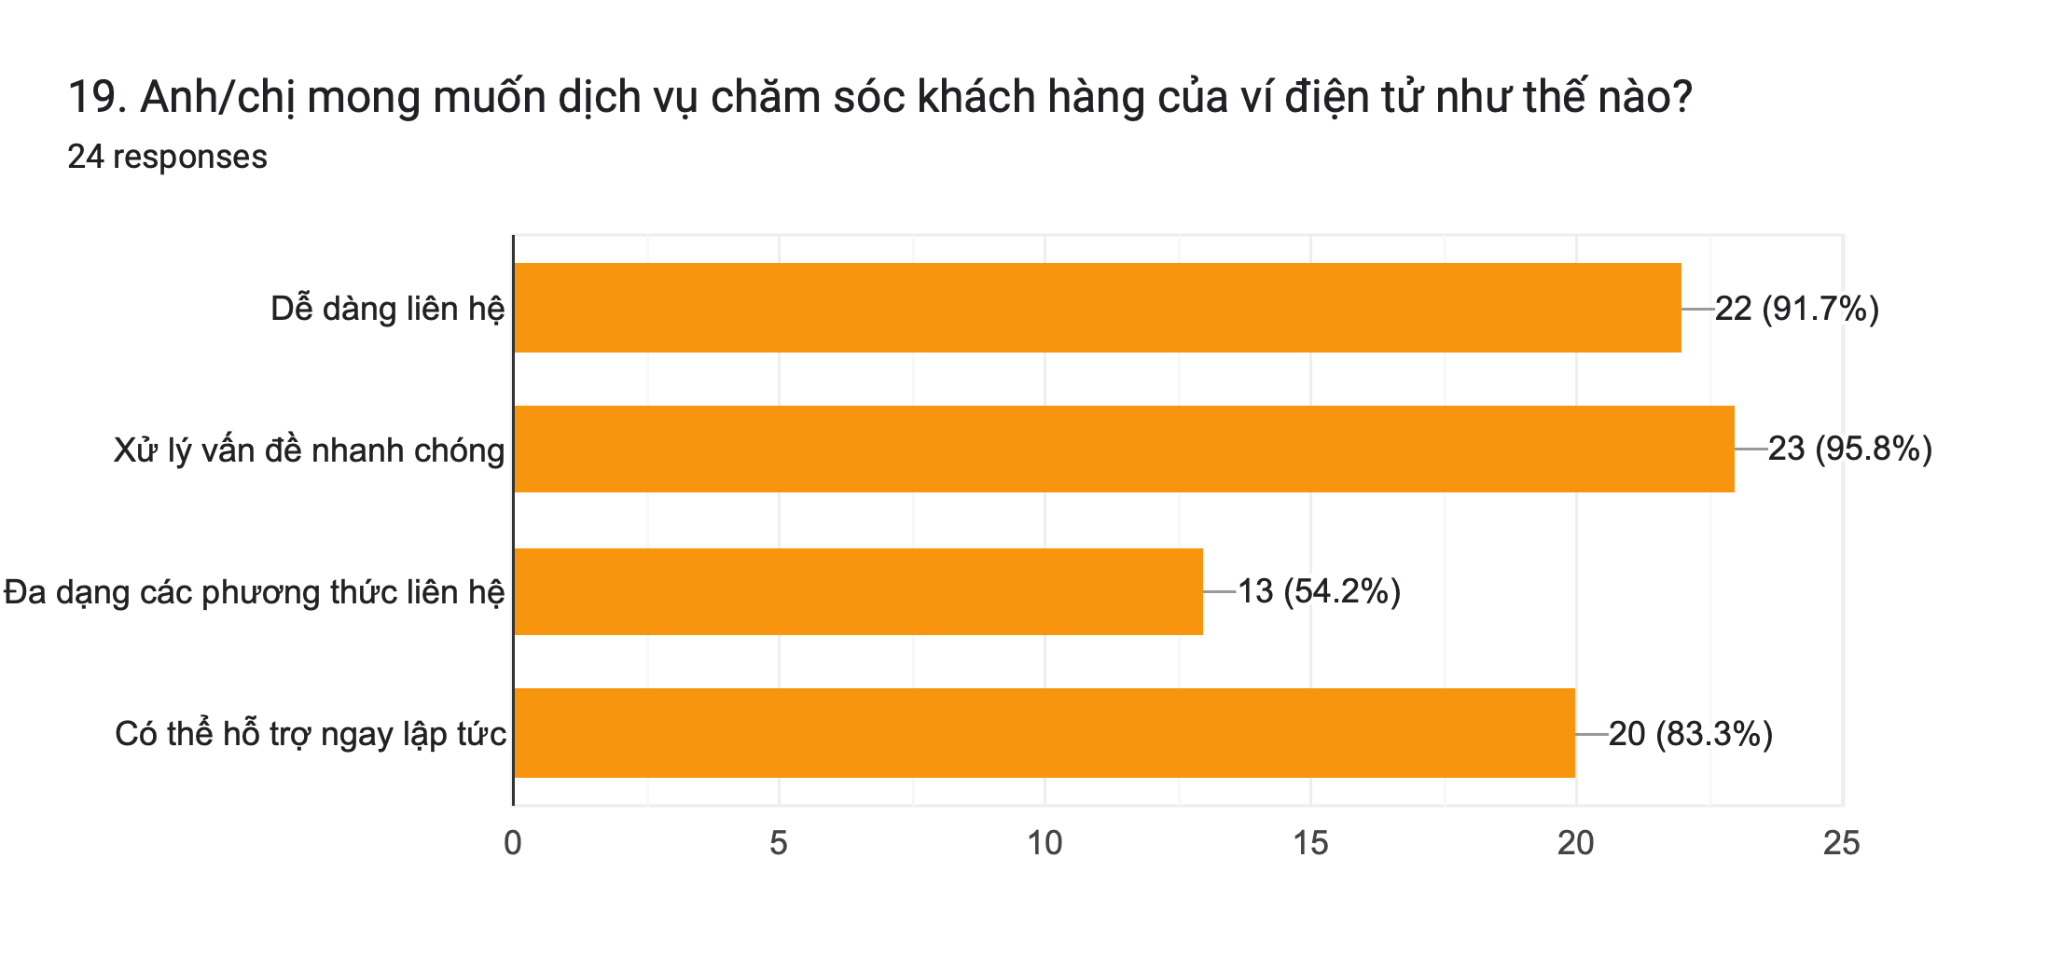 19. Anh/chị mong muốn dịch vụ chăm sóc khách hàng của ví điện tử như thế nào?
24 responses
Dễ dàng liên hệ
22 (91.7%)
Xử lý vấn đề nhanh chóng
23 (95.8%)
Đa dạng các phương thức liên hệ
13 (54.2%)
Có thể hỗ trợ ngay lập tức
20 (83.3%)
0 5 10 15 20 25